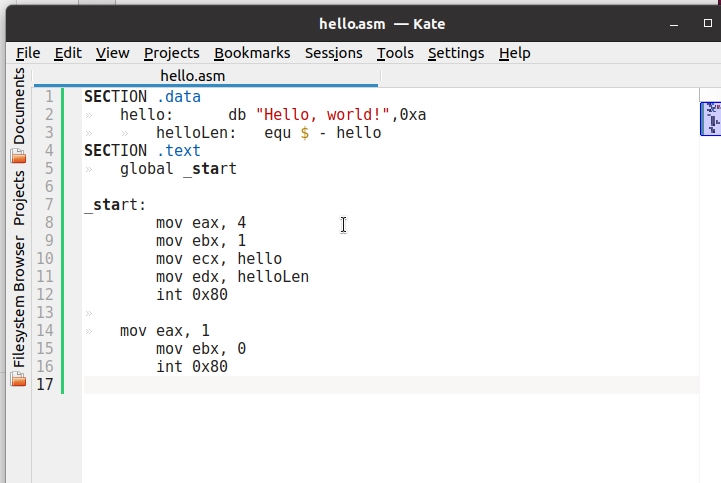 hello.asm — Kate
File Edit View Projects Bookmarks Sessions Tools Settings Help
Documents
Projects
Filesystem Browser
hello.asm
1 SECTION .data
2 » hello: db "Hello, world!",0xa
3 » » helloLen: equ $ - hello
4 SECTION .text
5 » global _start
6
7 _start:
8 mov eax, 4
9 mov ebx, 1
10 mov ecx, hello
11 mov edx, helloLen
12 int 0x80
13 »
14 » mov eax, 1
15 mov ebx, 0
16 int 0x80
17